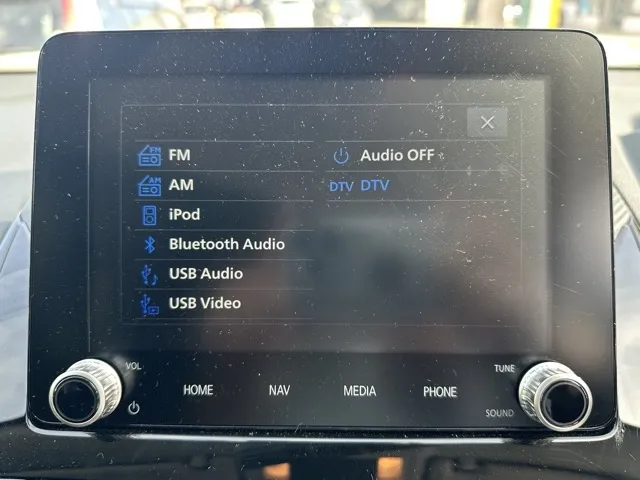 FM
AM
iPod
Bluetooth Audio
USB Audio
USB Video
Audio OFF
DTV DTV
VOL
TUNE
HOME NAV MEDIA PHONE
SOUND